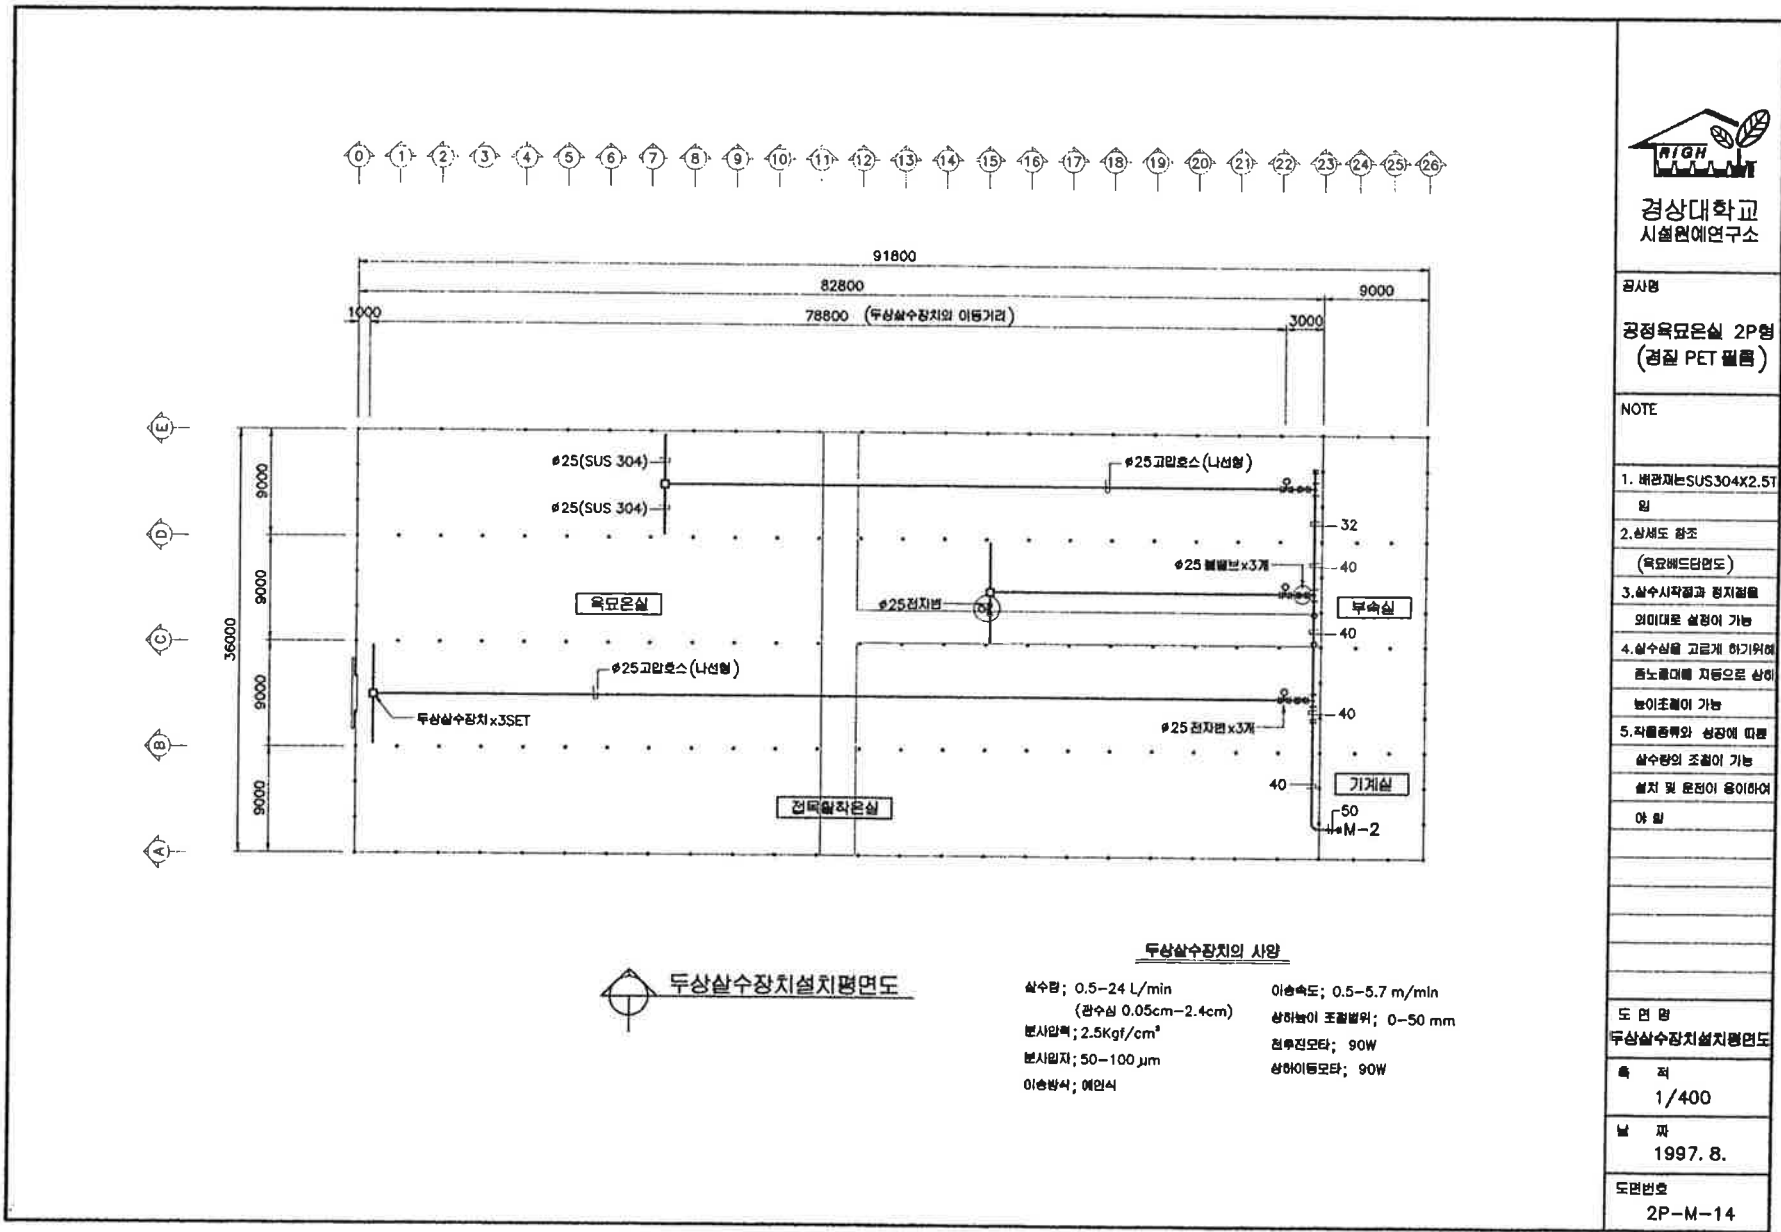 0 1 2 3 4 5 6 7 8 9 10 11 12 13 14 15 16 17 18 19 20 21 22 23 24 25 26
91800
82800
9000
1000
78800 (두상살수장치의 이동거리)
3000
E
D
C
B
A
36000
9000
9000
9000
9000
ø25(SUS 304)
ø25(SUS 304)
ø25고압호스(나선형)
32
40
ø25 볼밸브x3개
ø25전자변
육묘온실
부속실
40
ø25고압호스(나선형)
두상살수장치x3SET
ø25 전자변x3개
40
접목활착온실
40
기계실
50
M-2
두상살수장치설치평면도
두상살수장치의 사양
살수량; 0.5-24 L/min
(관수심 0.05cm-2.4cm)
분사압력; 2.5Kgf/cm²
분사입자; 50-100 μm
이송방식; 예인식
이송속도; 0.5-5.7 m/min
상하높이 조절범위; 0-50 mm
전후진모타; 90W
상하이동모타; 90W
RIGH
경상대학교
시설원예연구소
공사명
공정육묘온실 2P형
(경질 PET 필름)
NOTE
1. 배관재는SUS304X2.5T
임
2.상세도 참조
(육묘베드단면도)
3.살수시작점과 정지점을
의미대로 설정이 가능
4.살수심을 고르게 하기위해
좀노즐대를 자동으로 상하
높이조절이 가능
5.작물종류와 성장에 따른
살수량의 조절이 가능
설치 및 운전이 용이하여
야 함
도 면 명
두상살수장치설치평면도
축 적
1/400
날 짜
1997. 8.
도면번호
2P-M-14